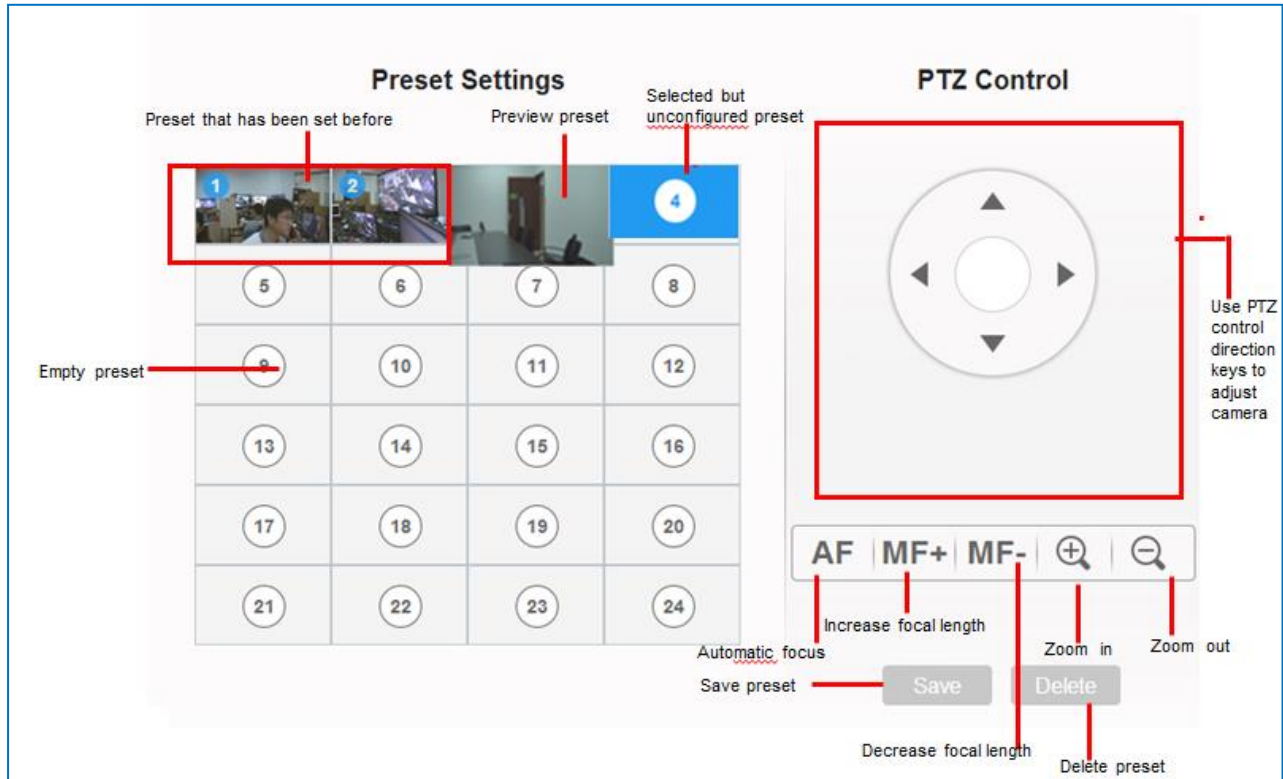 Preset Settings
PTZ Control
Preset that has been set before
Preview preset
Selected but
unconfigured preset
1
2
4
5
6
7
8
Empty preset
9
10
11
12
13
14
15
16
17
18
19
20
21
22
23
24
Use PTZ
control
direction
keys to
adjust
camera
AF
MF+
MF-
Increase focal length
Automatic focus
Zoom in
Zoom out
Save preset
Save
Delete
Decrease focal length
Delete preset